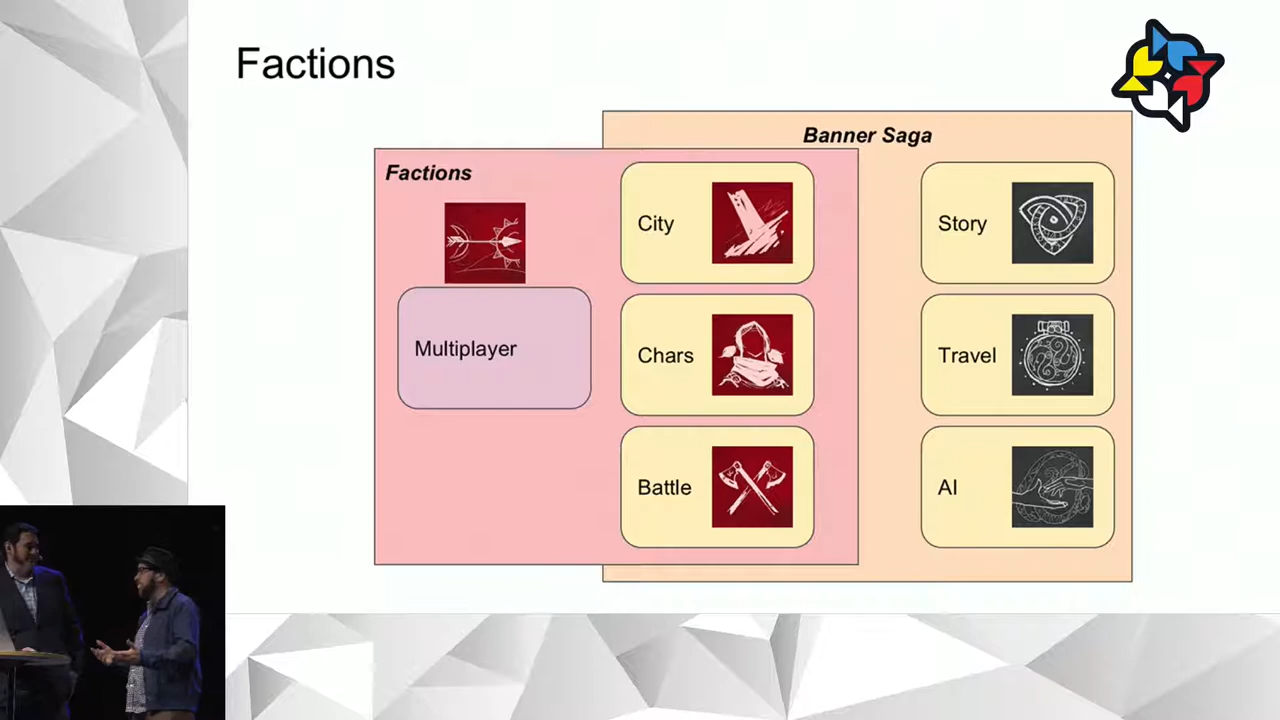 Factions
Banner Saga
Factions
City
Story
Multiplayer
Chars
Travel
Battle
AI